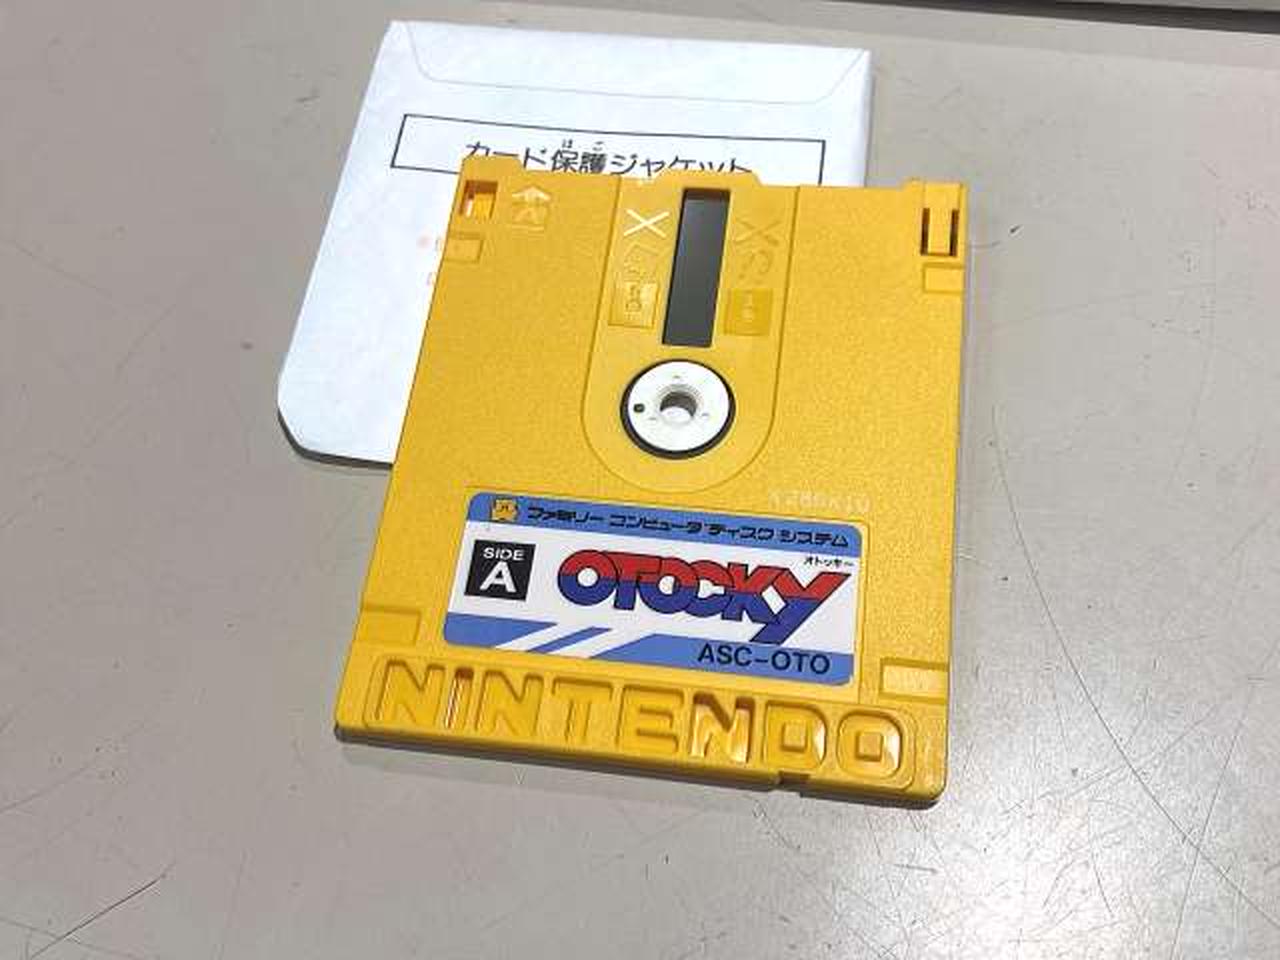 カード保護ジャケット
ほご
ファミリー コンピュータ ディスク システム
オトッキー
SIDE
A
OTOCKY
ASC-OTO
NINTENDO